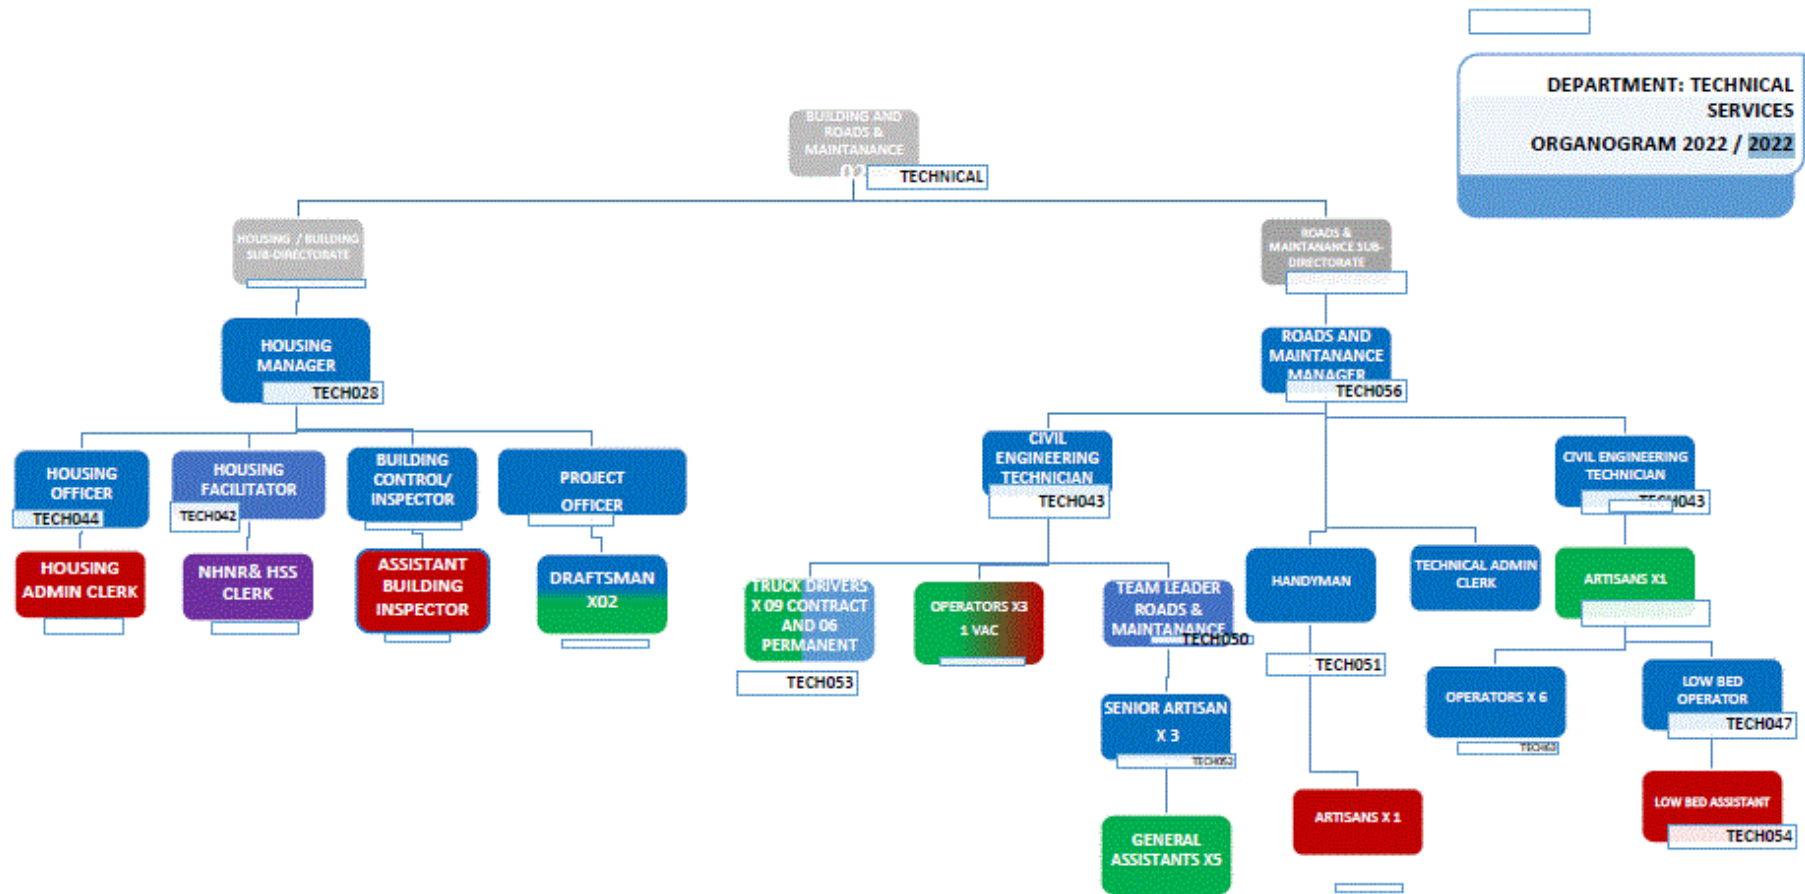 DEPARTMENT: TECHNICAL
SERVICES
ORGANOGRAM 2022 / 2022
BUILDING AND
ROADS &
MAINTANANCE
02
TECHNICAL
HOUSING / BUILDING
SUB-DIRECTORATE
ROADS &
MAINTANANCE SUB-
DIRECTORATE
HOUSING
MANAGER
TECH028
ROADS AND
MAINTANANCE
MANAGER
TECH056
HOUSING
OFFICER
TECH044
HOUSING
FACILITATOR
TECH042
BUILDING
CONTROL/
INSPECTOR
PROJECT
OFFICER
CIVIL
ENGINEERING
TECHNICIAN
TECH043
CIVIL ENGINEERING
TECHNICIAN
TECH043
HOUSING
ADMIN CLERK
NHNR& HSS
CLERK
ASSISTANT
BUILDING
INSPECTOR
DRAFTSMAN
X02
TRUCK DRIVERS
X 09 CONTRACT
AND 06
PERMANENT
TECH053
OPERATORS X3
1 VAC
TEAM LEADER
ROADS &
MAINTANANCE
TECH050
HANDYMAN
TECH051
TECHNICAL ADMIN
CLERK
ARTISANS X1
SENIOR ARTISAN
X 3
TECH052
OPERATORS X 6
LOW BED
OPERATOR
TECH047
GENERAL
ASSISTANTS X5
ARTISANS X 1
LOW BED ASSISTANT
TECH054